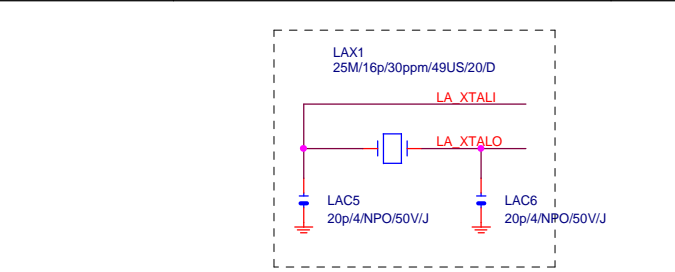 LAX1
25M/16p/30ppm/49US/20/D
LA_XTALI
LA_XTALO
LAC5
20p/4/NPO/50V/J
LAC6
20p/4/NPO/50V/J